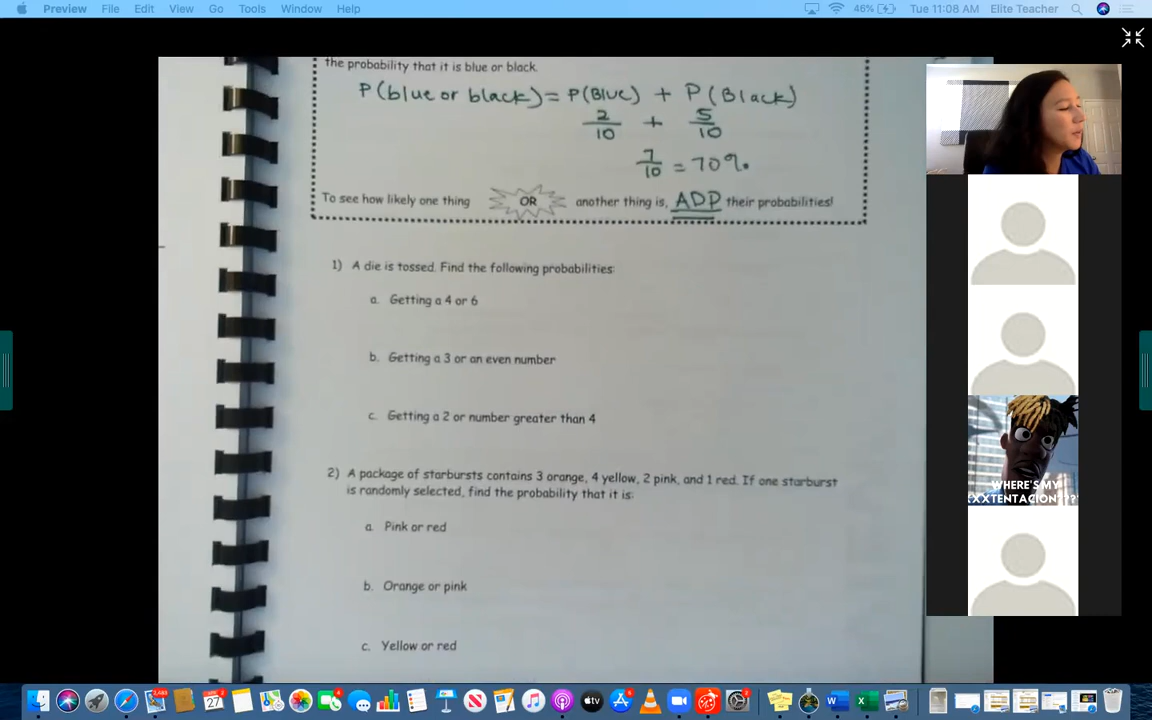 Preview File Edit View Go Tools Window Help 46% Tue 11:08 AM Elite Teacher
the probability that it is blue or black.
P(blue or black) = P(Blue) + P(Black)
2/10 + 5/10
7/10 = 70%
To see how likely one thing OR another thing is, ADD their probabilities!
1) A die is tossed. Find the following probabilities:
a. Getting a 4 or 6
b. Getting a 3 or an even number
c. Getting a 2 or number greater than 4
2) A package of starbursts contains 3 orange, 4 yellow, 2 pink, and 1 red. If one starburst
is randomly selected, find the probability that it is:
a. Pink or red
b. Orange or pink
c. Yellow or red
WHERE'S MY
XXXTENTACION???
27
tv
W
X